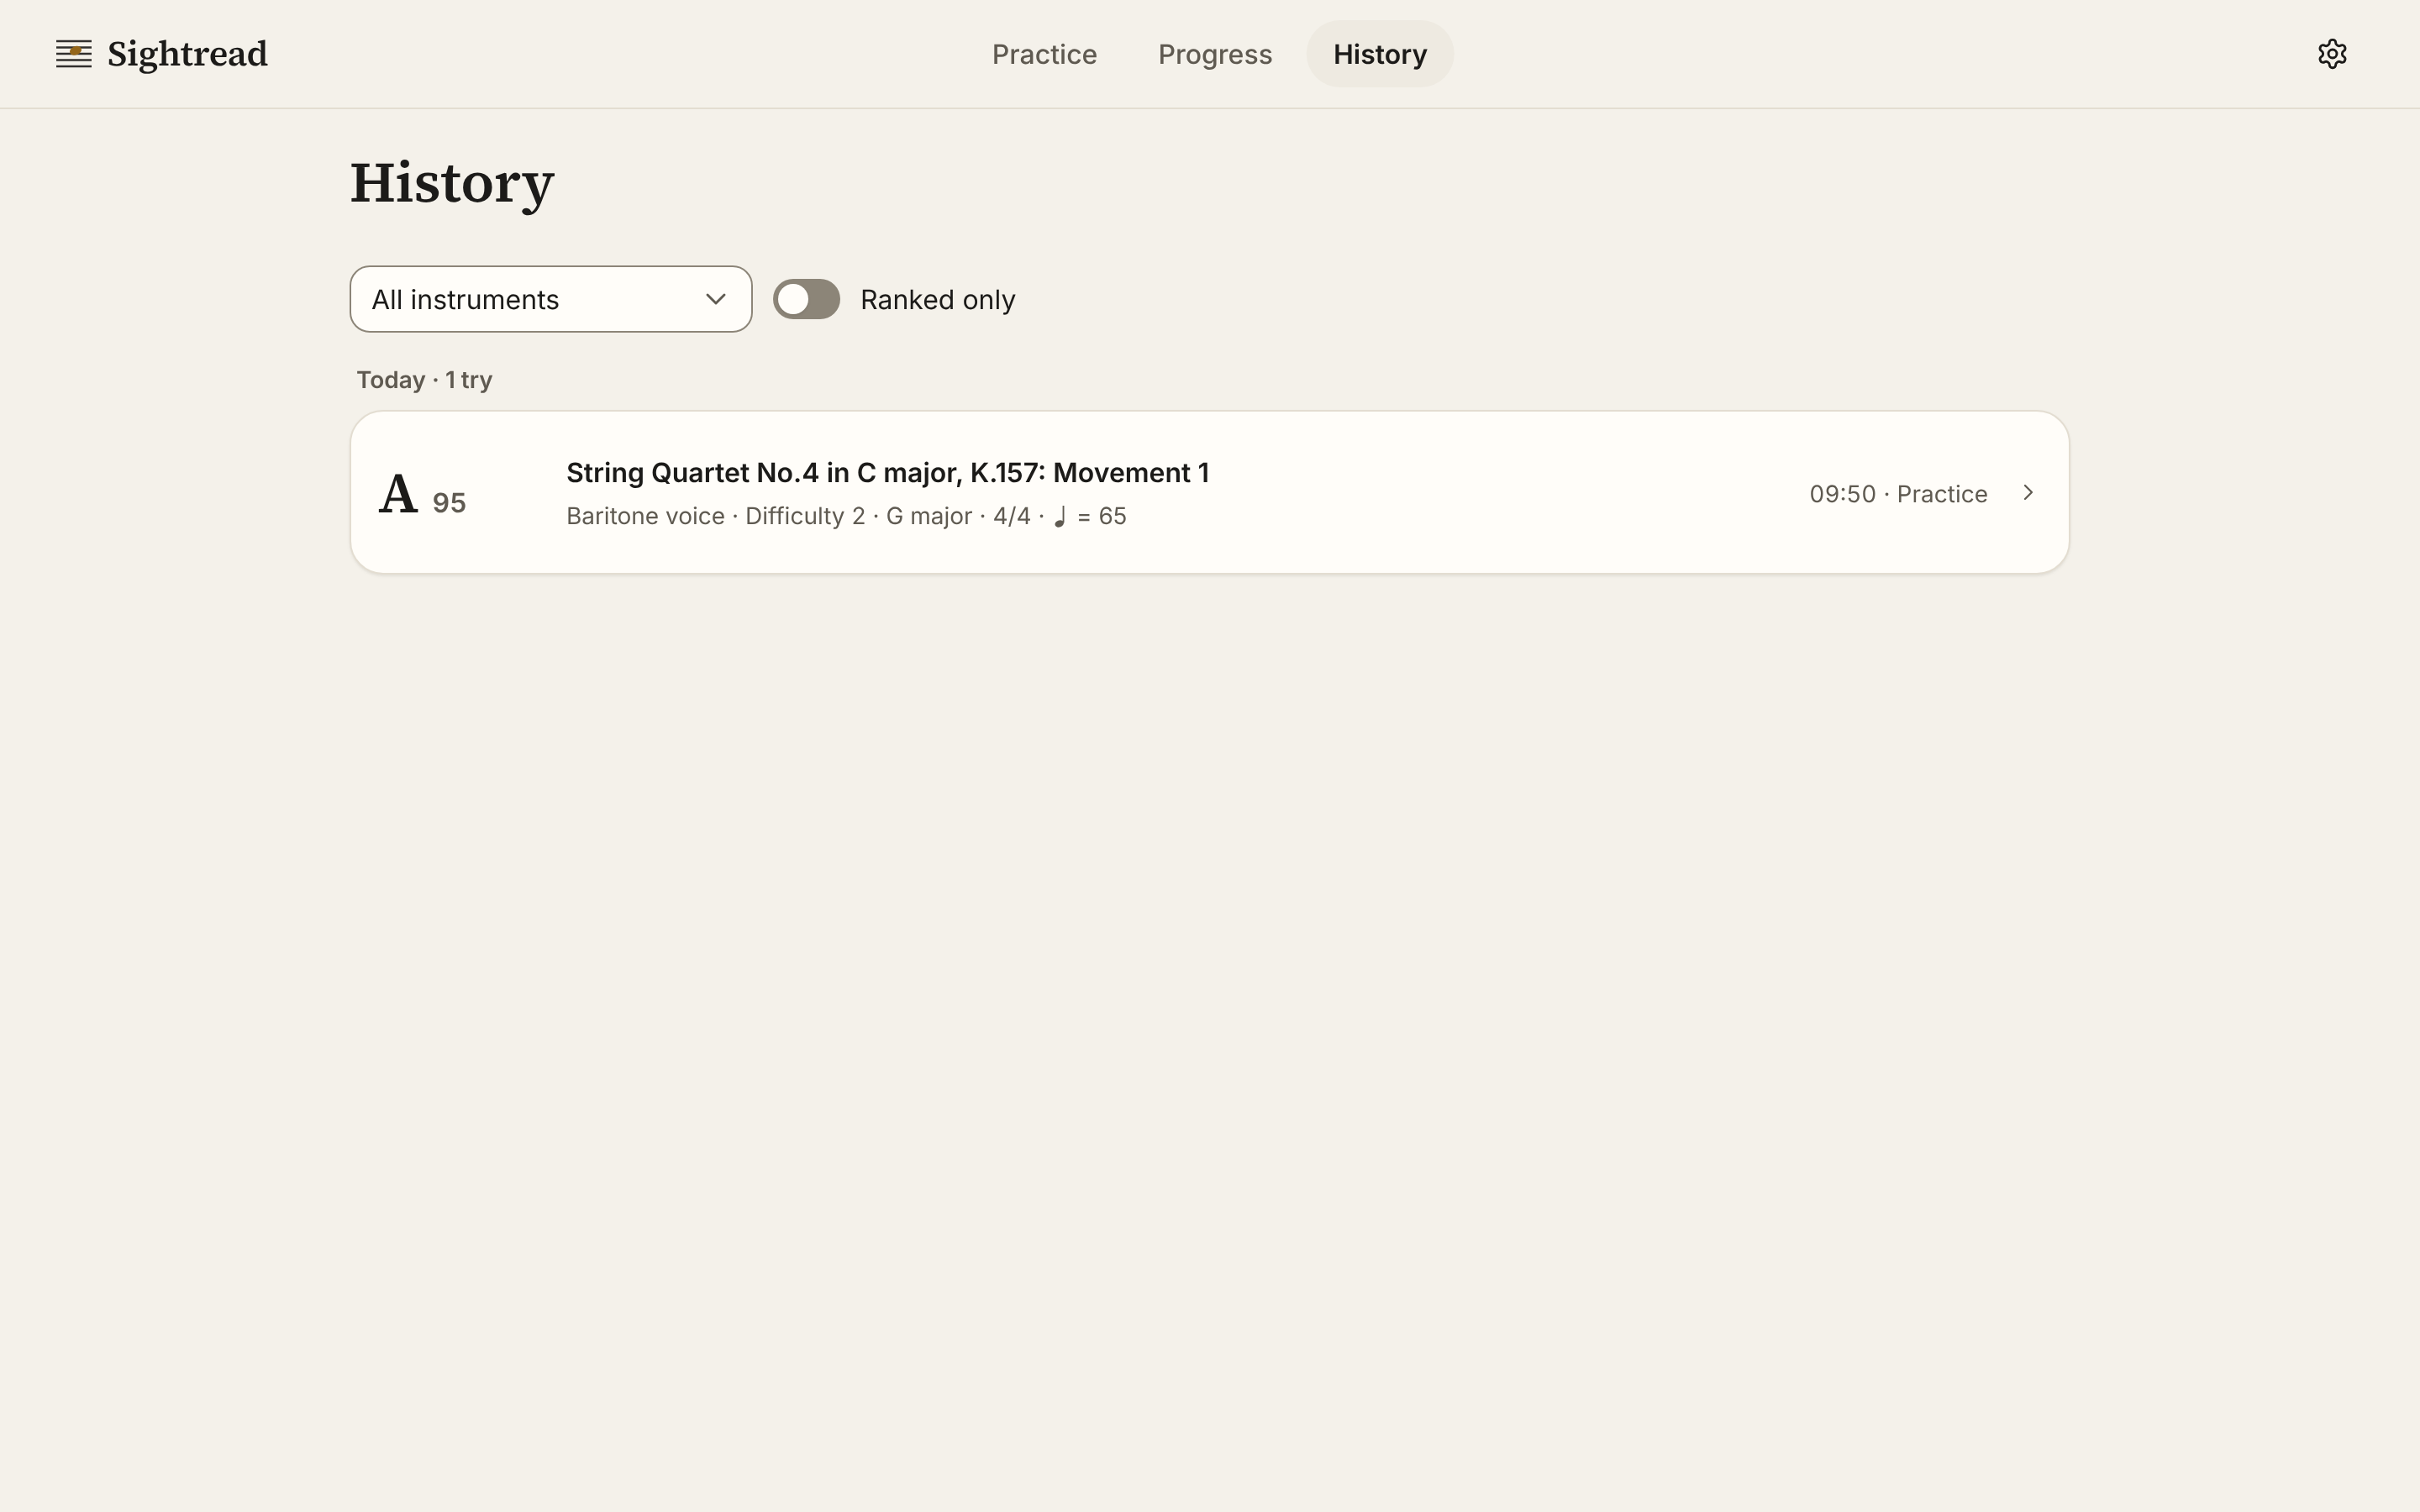 Sightread
Practice
Progress
History
History
All instruments
Ranked only
Today · 1 try
A 95
String Quartet No.4 in C major, K.157: Movement 1
Baritone voice · Difficulty 2 · G major · 4/4 · ♩ = 65
09:50 · Practice